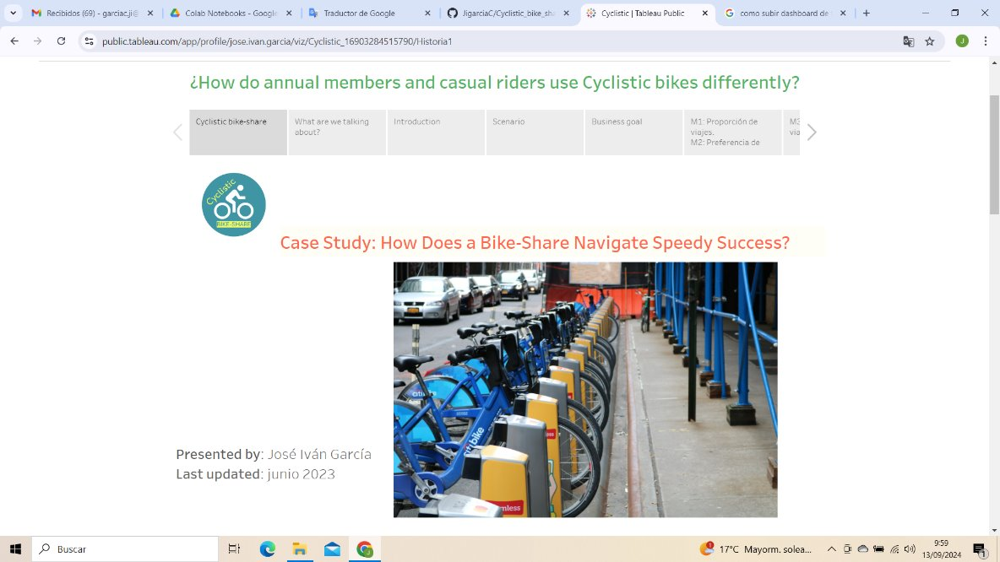 Recibidos (69) - garciac.ji@
Colab Notebooks - Google
Traductor de Google
JigarciaC/Cyclistic_bike_sha
Cyclistic | Tableau Public
como subir dashboard de
public.tableau.com/app/profile/jose.ivan.garcia/viz/Cyclistic_16903284515790/Historia1
J
¿How do annual members and casual riders use Cyclistic bikes differently?
Cyclistic bike-share
What are we talking
about?
Introduction
Scenario
Business goal
M1: Proporción de
viajes.
M2: Preferencia de
M3
via
Cyclistic
BIKE-SHARE
Case Study: How Does a Bike-Share Navigate Speedy Success?
citibike
Presented by: José Iván García
Last updated: junio 2023
Buscar
17°C Mayorm. solea...
9:59
13/09/2024